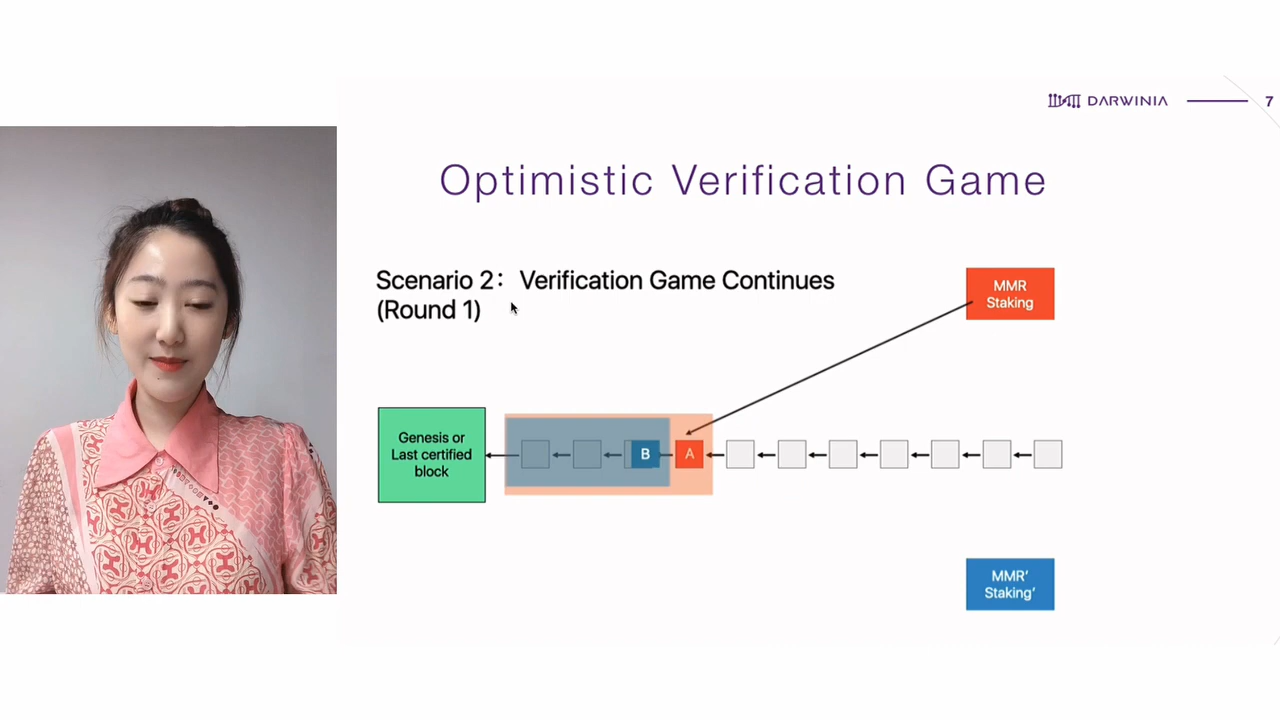 DARWINIA
7
Optimistic Verification Game
Scenario 2: Verification Game Continues
(Round 1)
MMR
Staking
Genesis or
Last certified
block
B
A
MMR’
Staking’